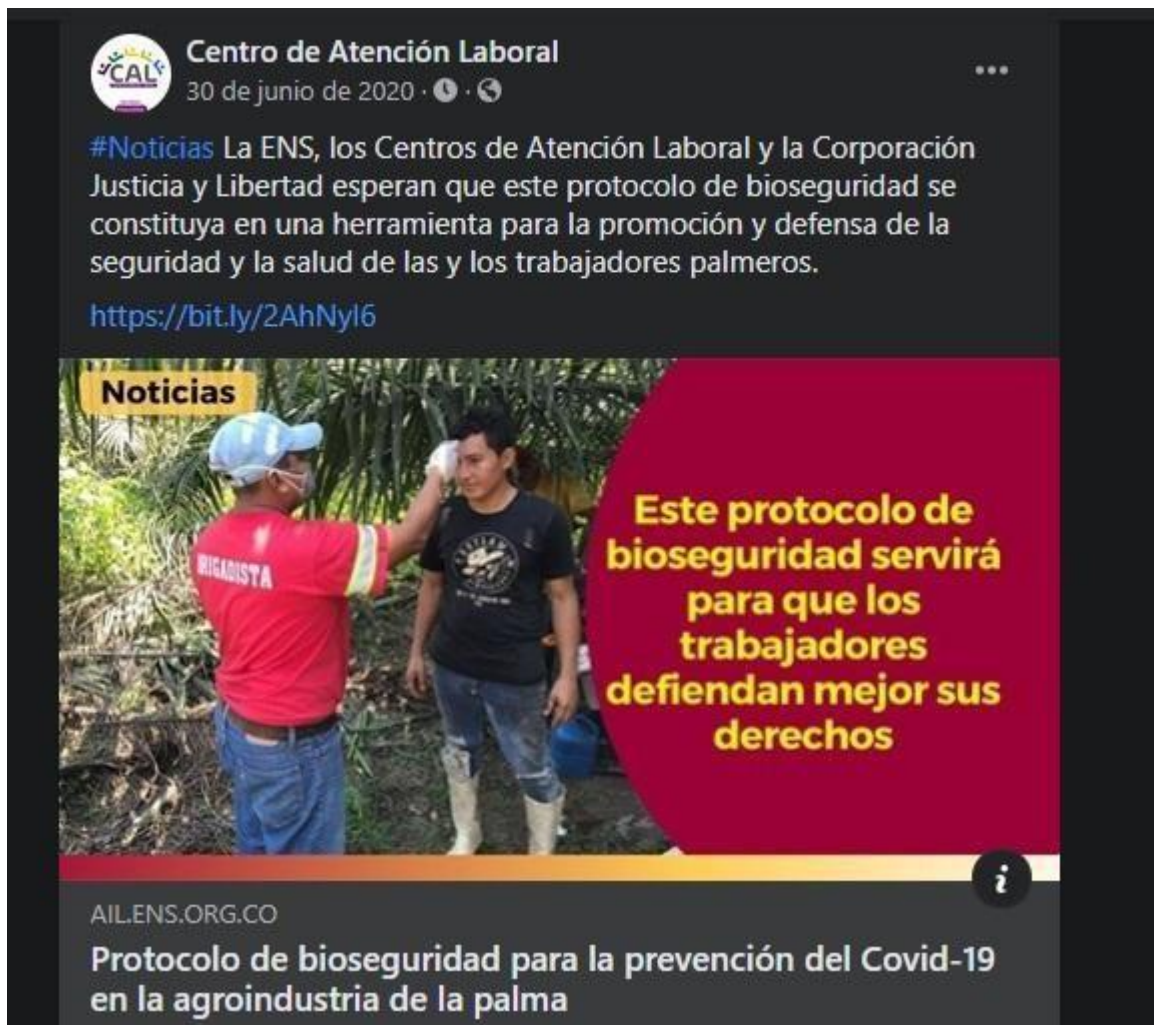 CAL
Centro de Atención Laboral
30 de junio de 2020 ·
#Noticias La ENS, los Centros de Atención Laboral y la Corporación
Justicia y Libertad esperan que este protocolo de bioseguridad se
constituya en una herramienta para la promoción y defensa de la
seguridad y la salud de las y los trabajadores palmeros.
https://bit.ly/2AhNyl6
Noticias
BRIGADISTA
Este protocolo de
bioseguridad servirá
para que los
trabajadores
defiendan mejor sus
derechos
AIL.ENS.ORG.CO
Protocolo de bioseguridad para la prevención del Covid-19
en la agroindustria de la palma